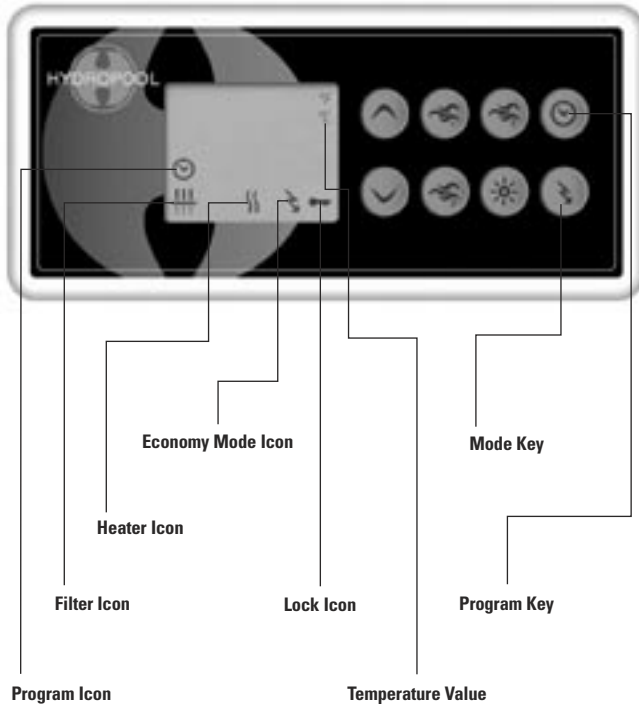 HYDROPOOL
°F
°C
Economy Mode Icon
Mode Key
Heater Icon
Filter Icon
Lock Icon
Program Key
Program Icon
Temperature Value